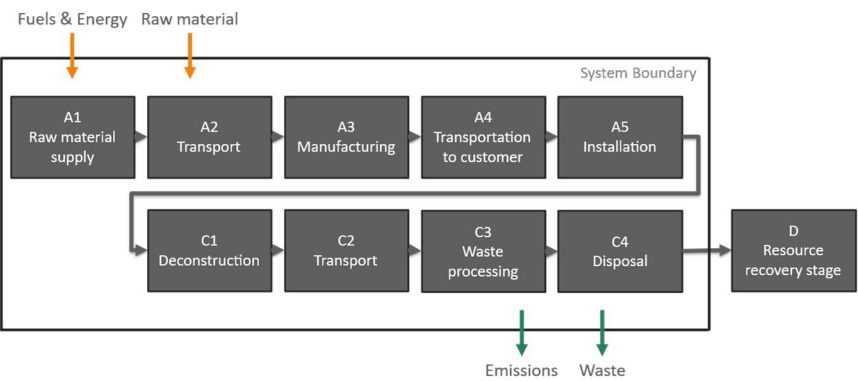 Fuels & Energy Raw material
System Boundary
A1
Raw material
supply
A2
Transport
A3
Manufacturing
A4
Transportation
to customer
A5
Installation
C1
Deconstruction
C2
Transport
C3
Waste
processing
C4
Disposal
D
Resource
recovery stage
Emissions Waste